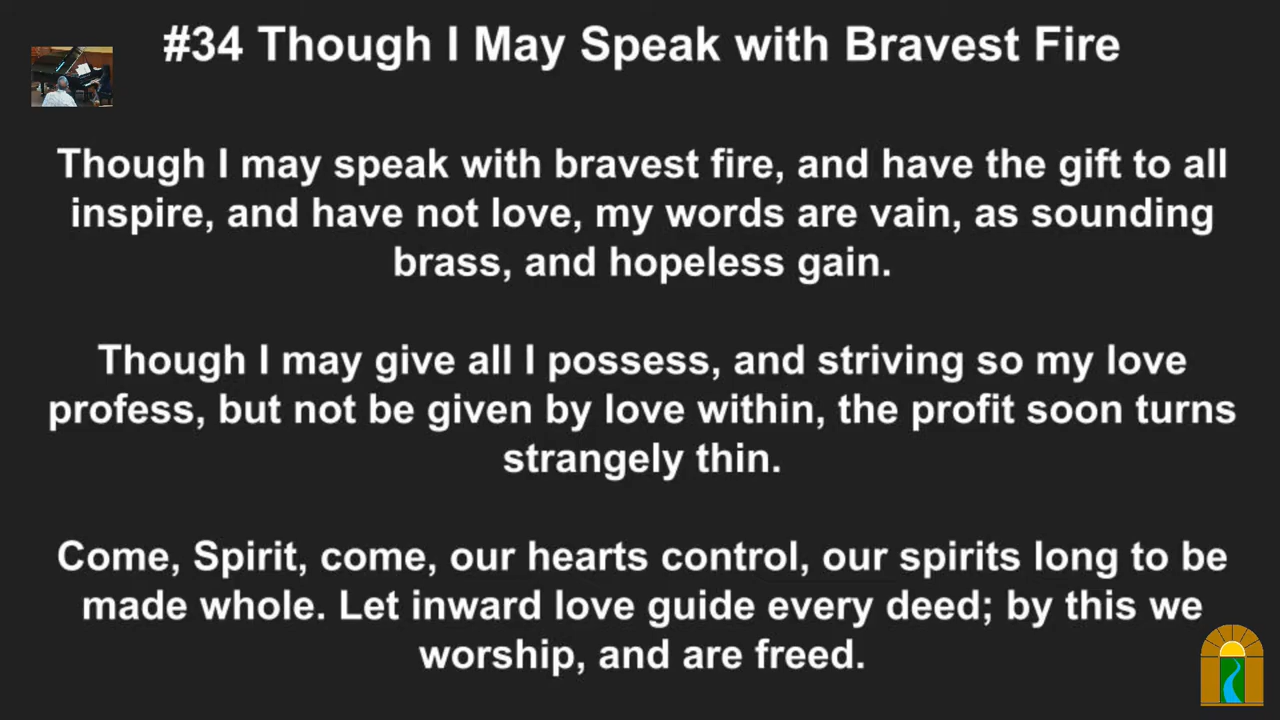 #34 Though I May Speak with Bravest Fire
Though I may speak with bravest fire, and have the gift to all
inspire, and have not love, my words are vain, as sounding
brass, and hopeless gain.
Though I may give all I possess, and striving so my love
profess, but not be given by love within, the profit soon turns
strangely thin.
Come, Spirit, come, our hearts control, our spirits long to be
made whole. Let inward love guide every deed; by this we
worship, and are freed.